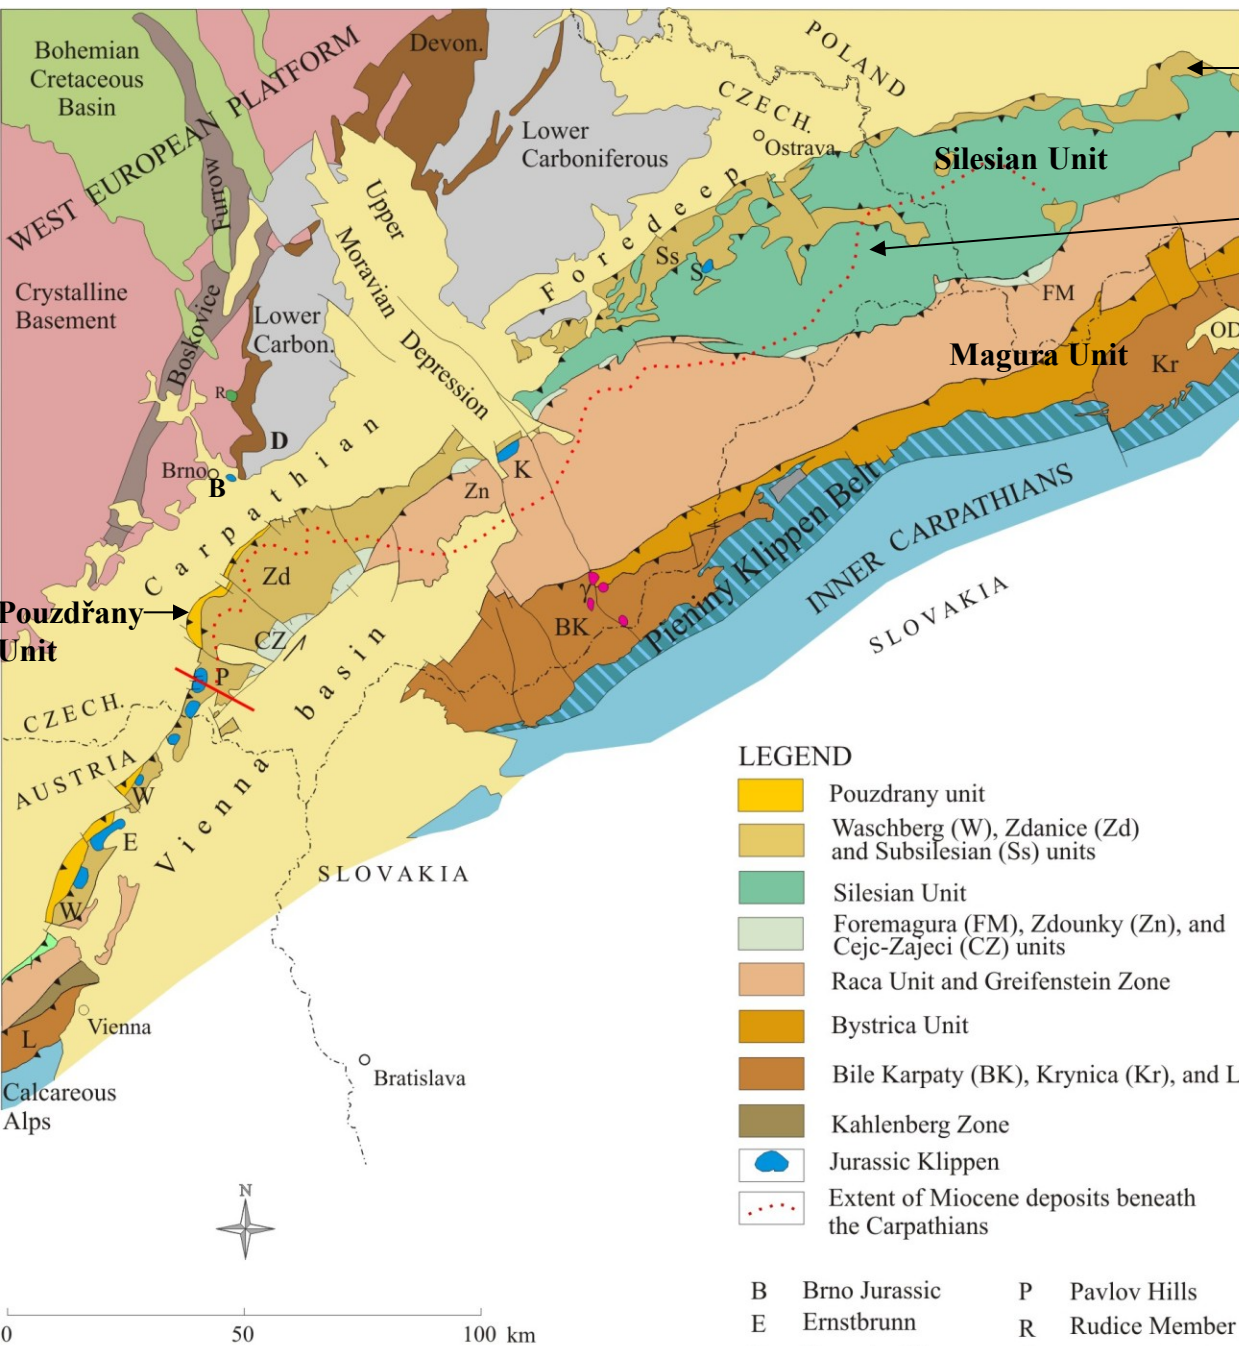 Bohemian
Cretaceous
Basin
WEST EUROPEAN PLATFORM
Devon.
POLAND
CZECH.
Ostrava
Lower
Carboniferous
Silesian Unit
Furrow
Upper
Moravian
Depression
Foredeep
Ss
S
Crystalline
Basement
Boskovice
Lower
Carbon.
FM
OD
Magura Unit
Kr
R
D
Brno
B
K
Zn
Carpathian
Pieniny Klippen Belt
INNER CARPATHIANS
Zd
Pouzdřany
Unit
γ
BK
SLOVAKIA
CZ
P
Vienna basin
CZECH.
AUSTRIA
W
E
SLOVAKIA
W
Vienna
L
Bratislava
Calcareous
Alps
LEGEND
Pouzdrany unit
Waschberg (W), Zdanice (Zd)
and Subsilesian (Ss) units
Silesian Unit
Foremagura (FM), Zdounky (Zn), and
Cejc-Zajeci (CZ) units
Raca Unit and Greifenstein Zone
Bystrica Unit
Bile Karpaty (BK), Krynica (Kr), and L
Kahlenberg Zone
Jurassic Klippen
Extent of Miocene deposits beneath
the Carpathians
N
B Brno Jurassic P Pavlov Hills
E Ernstbrunn R Rudice Member
0 50 100 km